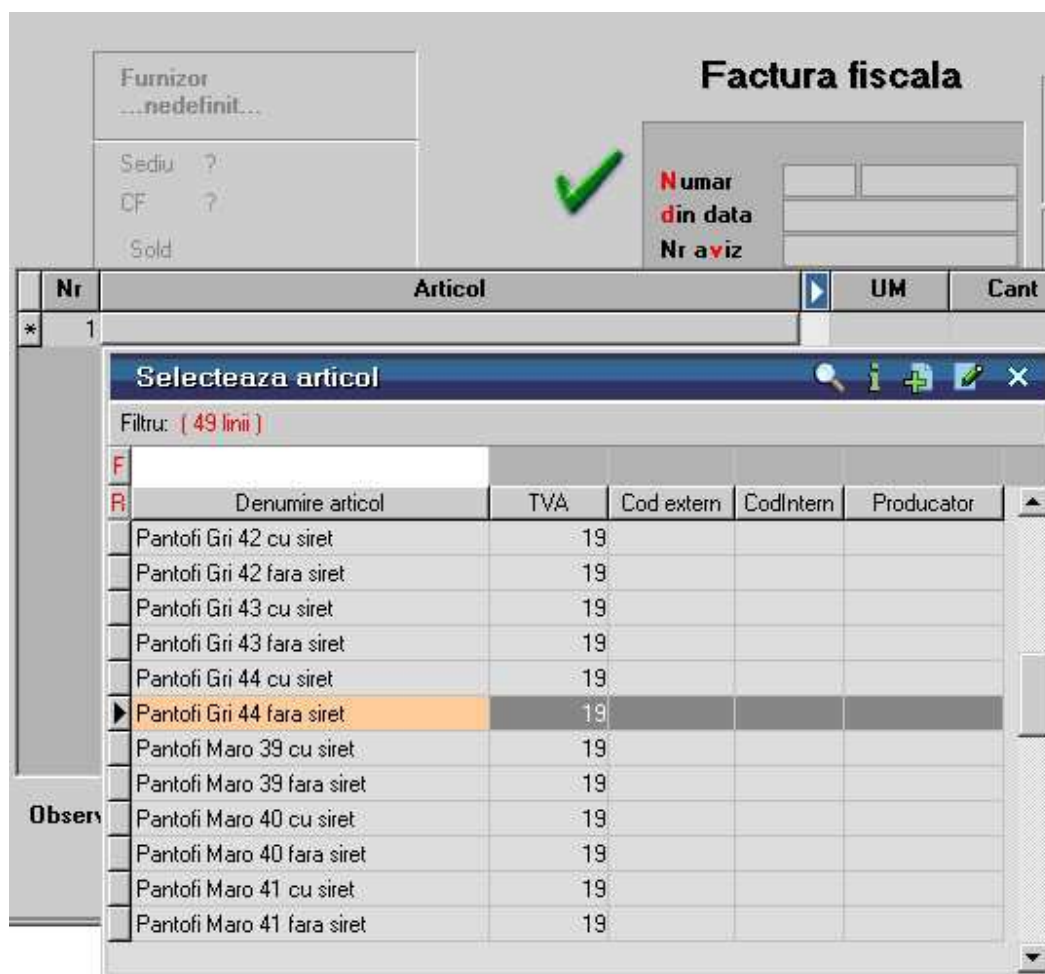 Furnizor
...nedefinit...
Factura fiscala
Sediu ?
CF ?
Sold
Numar
din data
Nr aviz
Nr Articol UM Cant
* 1
Selecteaza articol
Filtru: ( 49 linii )
F
R Denumire articol TVA Cod extern CodIntern Producator
Pantofi Gri 42 cu siret 19
Pantofi Gri 42 fara siret 19
Pantofi Gri 43 cu siret 19
Pantofi Gri 43 fara siret 19
Pantofi Gri 44 cu siret 19
Pantofi Gri 44 fara siret 19
Pantofi Maro 39 cu siret 19
Pantofi Maro 39 fara siret 19
Pantofi Maro 40 cu siret 19
Pantofi Maro 40 fara siret 19
Pantofi Maro 41 cu siret 19
Pantofi Maro 41 fara siret 19